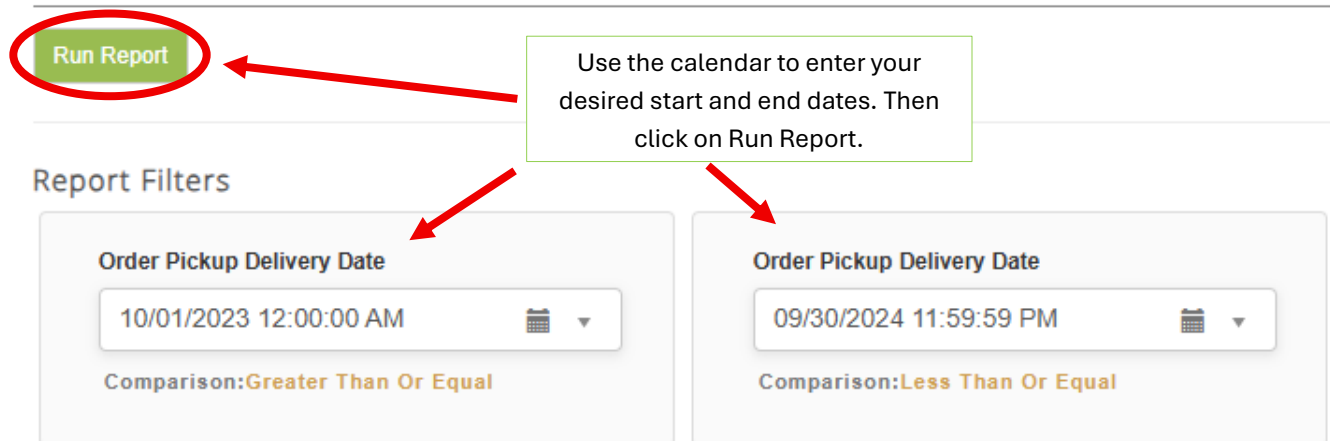 Run Report
Use the calendar to enter your
desired start and end dates. Then
click on Run Report.
Report Filters
Order Pickup Delivery Date
10/01/2023 12:00:00 AM
Comparison:Greater Than Or Equal
Order Pickup Delivery Date
09/30/2024 11:59:59 PM
Comparison:Less Than Or Equal